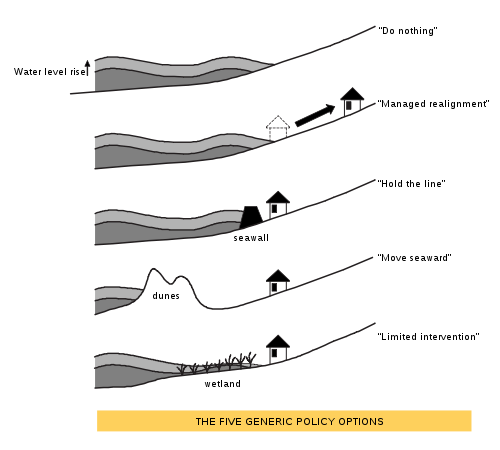 "Do nothing"
Water level rise
"Managed realignment"
"Hold the line"
seawall
"Move seaward"
dunes
"Limited intervention"
wetland
THE FIVE GENERIC POLICY OPTIONS